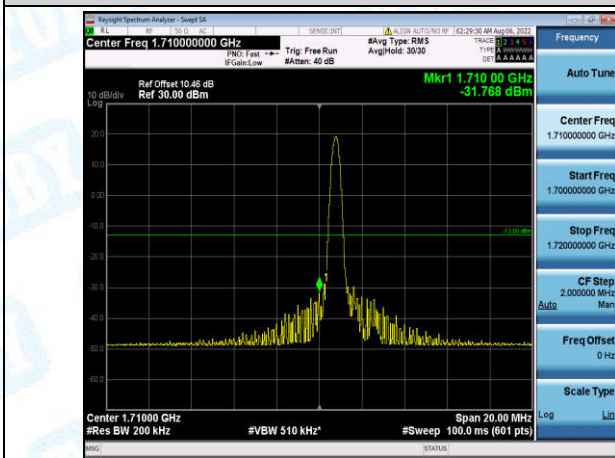 Keysight Spectrum Analyzer - Swept SA
RL RF 50 Ω AC SENSE:INT ALIGN AUTO/NO RF 02:29:30 AM Aug 06, 2022
Center Freq 1.710000000 GHz
PNO: Fast
IFGain:Low
Trig: Free Run
#Atten: 40 dB
#Avg Type: RMS
Avg|Hold: 30/30
TRACE 1 2 3 4 5 6
TYPE
DET A A A A A A
Mkr1 1.710 00 GHz
-31.768 dBm
Ref Offset 10.46 dB
10 dB/div Ref 30.00 dBm
Log
20.0
10.0
0.00
-10.0
-13.00 dBm
-20.0
-30.0
-40.0
-50.0
-60.0
Center 1.71000 GHz Span 20.00 MHz
#Res BW 200 kHz #VBW 510 kHz* #Sweep 100.0 ms (601 pts)
MSG STATUS
Frequency
Auto Tune
Center Freq
1.710000000 GHz
Start Freq
1.700000000 GHz
Stop Freq
1.720000000 GHz
CF Step
2.000000 MHz
Auto Man
Freq Offset
0 Hz
Scale Type
Log Lin